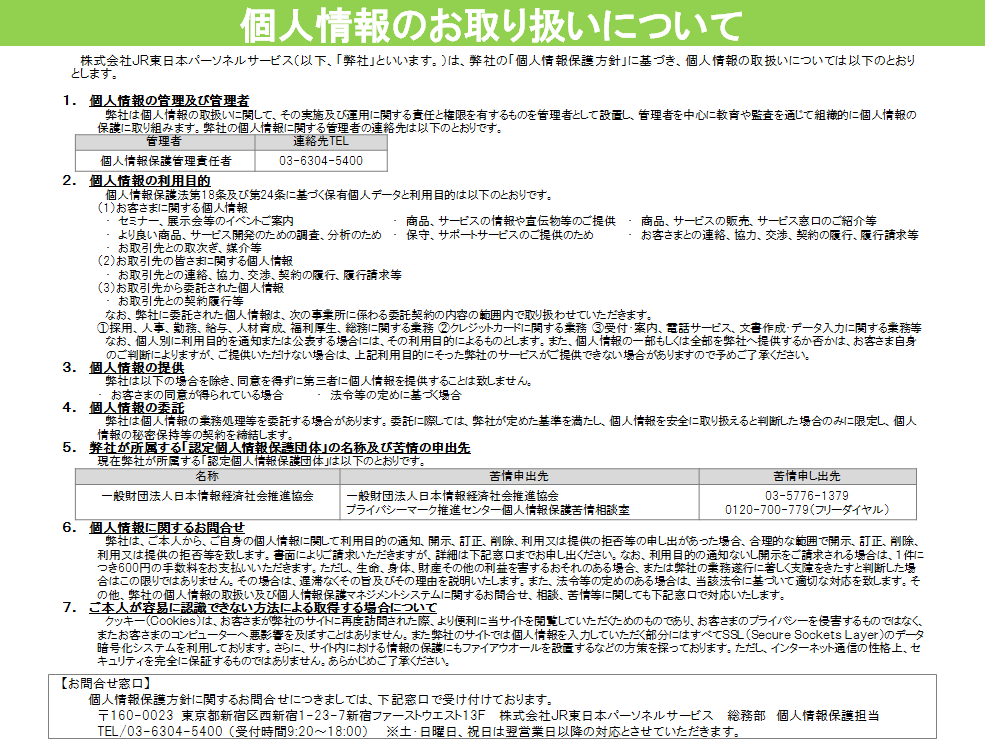 個人情報のお取り扱いについて
株式会社JR東日本パーソネルサービス(以下、「弊社」といいます。)は、弊社の「個人情報保護方針」に基づき、個人情報の取扱いについては以下のとおり
とします。
1. 個人情報の管理及び管理者
弊社は個人情報の取扱いに関して、その実施及び運用に関する責任と権限を有するものを管理者として設置し、管理者を中心に教育や監査を通じて組織的に個人情報の
保護に取り組みます。弊社の個人情報に関する管理者の連絡先は以下のとおりです。
管理者 連絡先TEL
個人情報保護管理責任者 03-6304-5400
2. 個人情報の利用目的
個人情報保護法第18条及び第24条に基づく保有個人データと利用目的は以下のとおりです。
(1)お客さまに関する個人情報
・ セミナー、展示会等のイベントご案内 ・ 商品、サービスの情報や宣伝物等のご提供 ・ 商品、サービスの販売、サービス窓口のご紹介等
・ より良い商品、サービス開発のための調査、分析のため ・ 保守、サポートサービスのご提供のため ・ お客さまとの連絡、協力、交渉、契約の履行、履行請求等
・ お取引先との取次ぎ、媒介等
(2)お取引先の皆さまに関する個人情報
・ お取引先との連絡、協力、交渉、契約の履行、履行請求等
(3)お取引先から委託された個人情報
・ お取引先との契約履行等
なお、弊社に委託された個人情報は、次の事業所に係わる委託契約の内容の範囲内で取り扱わせていただきます。
①採用、人事、勤務、給与、人材育成、福利厚生、総務に関する業務 ②クレジットカードに関する業務 ③受付・案内、電話サービス、文書作成・データ入力に関する業務等
なお、個人別に利用目的を通知または公表する場合には、その利用目的によるものとします。また、個人情報の一部もしくは全部を弊社へ提供するか否かは、お客さま自身
のご判断によりますが、ご提供いただけない場合は、上記利用目的にそった弊社のサービスがご提供できない場合がありますので予めご了承ください。
3. 個人情報の提供
弊社は以下の場合を除き、同意を得ずに第三者に個人情報を提供することは致しません。
・ お客さまの同意が得られている場合 ・ 法令等の定めに基づく場合
4. 個人情報の委託
弊社は個人情報の業務処理等を委託する場合があります。委託に際しては、弊社が定めた基準を満たし、個人情報を安全に取り扱えると判断した場合のみに限定し、個人
情報の秘密保持等の契約を締結します。
5. 弊社が所属する「認定個人情報保護団体」の名称及び苦情の申出先
現在弊社が所属する「認定個人情報保護団体」は以下のとおりです。
名称 苦情申出先 苦情申し出先
一般財団法人日本情報経済社会推進協会 一般財団法人日本情報経済社会推進協会 03-5776-1379
プライバシーマーク推進センター個人情報保護苦情相談室 0120-700-779(フリーダイヤル)
6. 個人情報に関するお問合せ
弊社は、ご本人から、ご自身の個人情報に関して利用目的の通知、開示、訂正、削除、利用又は提供の拒否等の申し出があった場合、合理的な範囲で開示、訂正、削除、
利用又は提供の拒否等を致します。書面によりご請求いただきますが、詳細は下記窓口までお申し出ください。なお、利用目的の通知ないし開示をご請求される場合は、1件に
つき600円の手数料をお支払いいただきます。ただし、生命、身体、財産その他の利益を害するおそれのある場合、または弊社の業務遂行に著しく支障をきたすと判断した場
合はこの限りではありません。その場合は、遅滞なくその旨及びその理由を説明いたします。また、法令等の定めのある場合は、当該法令に基づいて適切な対応を致します。そ
の他、弊社の個人情報の取扱い及び個人情報保護マネジメントシステムに関するお問合せ、相談、苦情等に関しても下記窓口で対応いたします。
7. ご本人が容易に認識できない方法による取得する場合について
クッキー(Cookies)は、お客さまが弊社のサイトに再度訪問された際、より便利に当サイトを閲覧していただくためのものであり、お客さまのプライバシーを侵害するものではなく、
またお客さまのコンピューターへ悪影響を及ぼすことはありません。また弊社のサイトでは個人情報を入力していただく部分にはすべてSSL(Secure Sockets Layer)のデータ
暗号化システムを利用しております。さらに、サイト内における情報の保護にもファイアウオールを設置するなどの方策を採っております。ただし、インターネット通信の性格上、セ
キュリティを完全に保証するものではありません。あらかじめご了承ください。
【お問合せ窓口】
個人情報保護方針に関するお問合せにつきましては、下記窓口で受け付けております。
〒160-0023 東京都新宿区西新宿1-23-7新宿ファーストウエスト13F 株式会社JR東日本パーソネルサービス 総務部 個人情報保護担当
TEL/03-6304-5400 (受付時間9:20~18:00) ※土・日曜日、祝日は翌営業日以降の対応とさせていただきます。